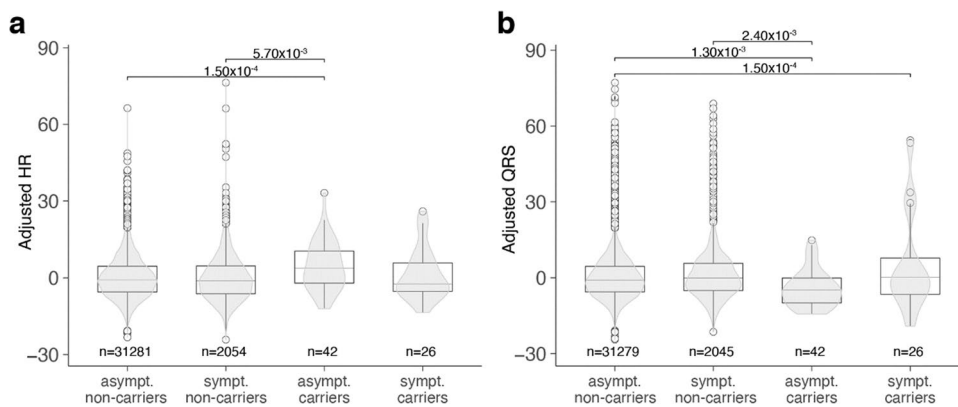 a
90
60
30
0
−30
Adjusted HR
5.70x10-3
1.50x10-4
n=31281 n=2054 n=42 n=26
asympt. sympt. asympt. sympt.
non-carriers non-carriers carriers carriers
b
90
60
30
0
−30
Adjusted QRS
2.40x10-3
1.30x10-3
1.50x10-4
n=31279 n=2045 n=42 n=26
asympt. sympt. asympt. sympt.
non-carriers non-carriers carriers carriers